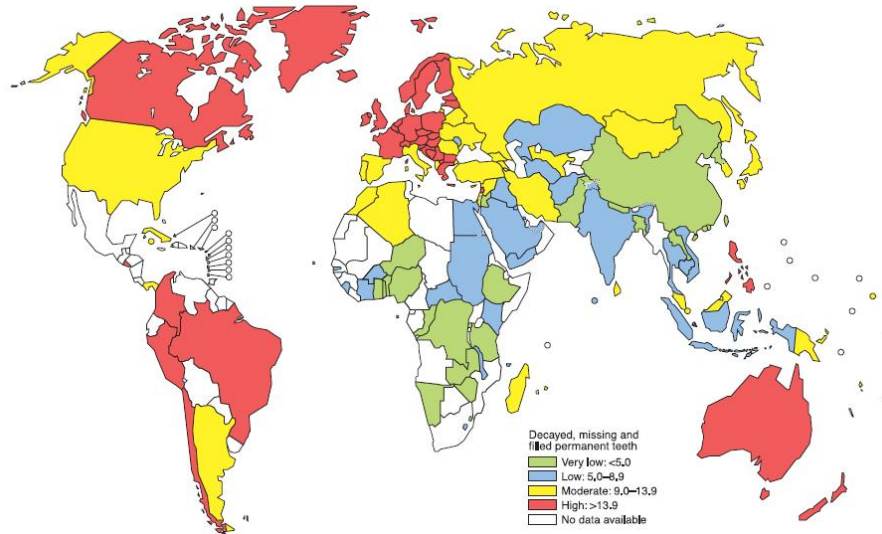 Decayed, missing and
filled permanent teeth
Very low: <5.0
Low: 5.0–8.9
Moderate: 9.0–13.9
High: >13.9
No data available